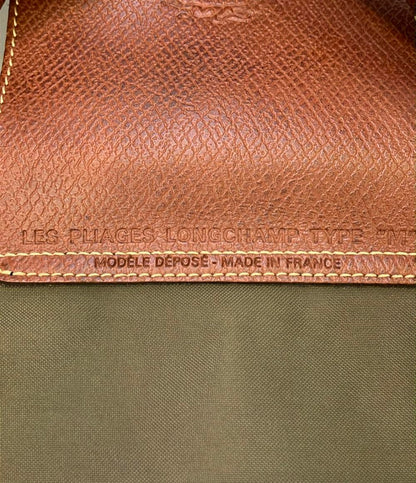 LES PLIAGES LONGCHAMP TYPE "M
MODÈLE DÉPOSÉ - MADE IN FRANCE